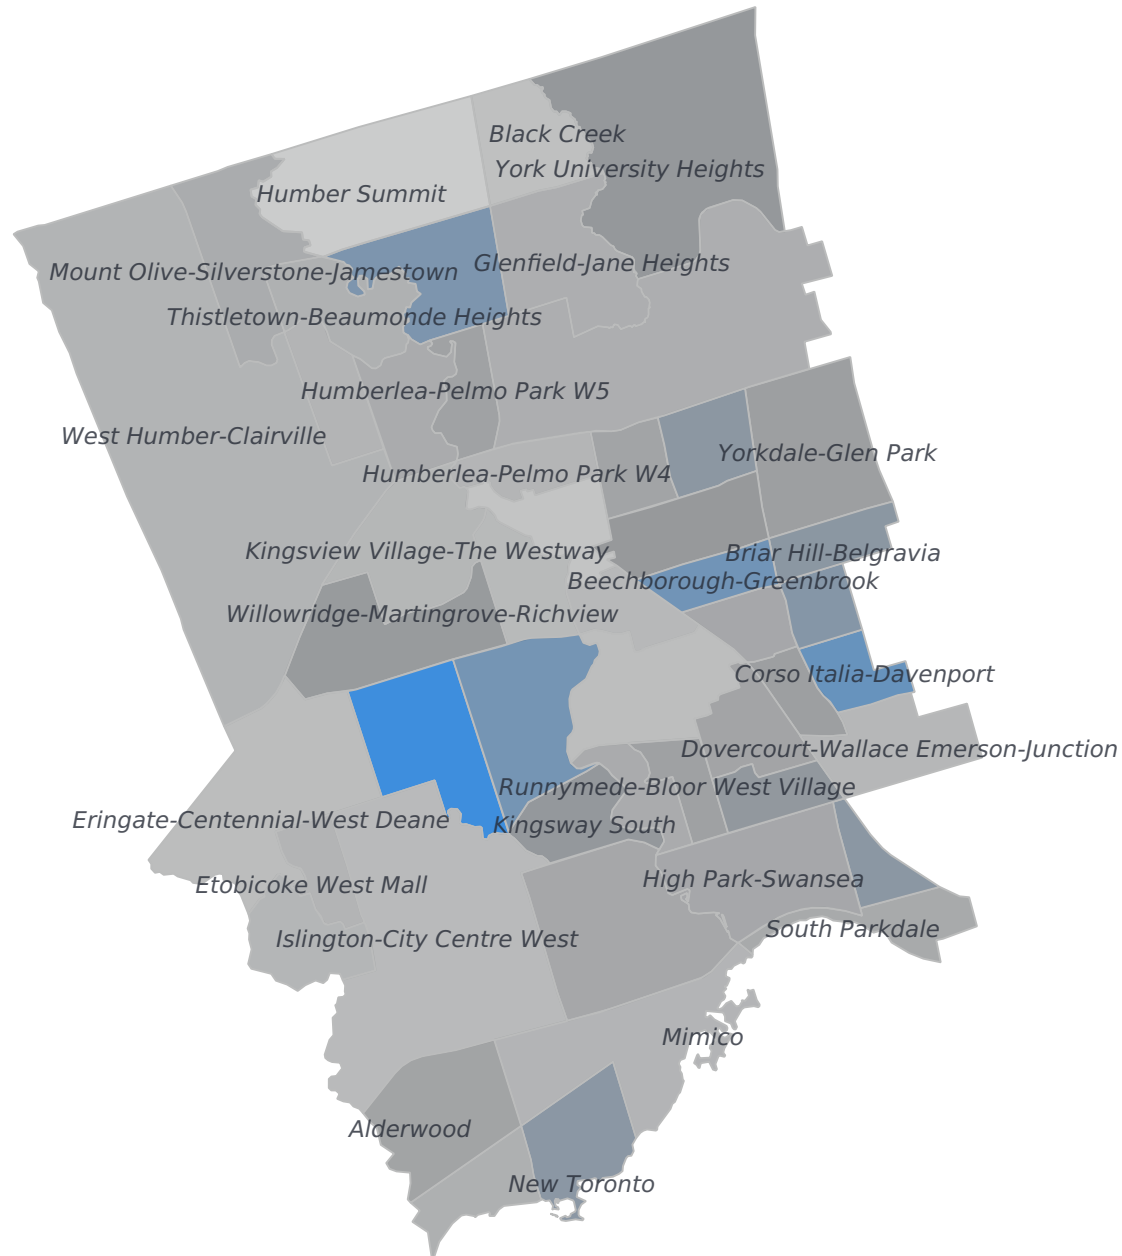 Black Creek
York University Heights
Humber Summit
Glenfield-Jane Heights
Mount Olive-Silverstone-Jamestown
Thistletown-Beaumonde Heights
Humberlea-Pelmo Park W5
West Humber-Clairville
Yorkdale-Glen Park
Humberlea-Pelmo Park W4
Kingsview Village-The Westway
Briar Hill-Belgravia
Beechborough-Greenbrook
Willowridge-Martingrove-Richview
Corso Italia-Davenport
Dovercourt-Wallace Emerson-Junction
Runnymede-Bloor West Village
Eringate-Centennial-West Deane
Kingsway South
High Park-Swansea
Etobicoke West Mall
South Parkdale
Islington-City Centre West
Mimico
Alderwood
New Toronto